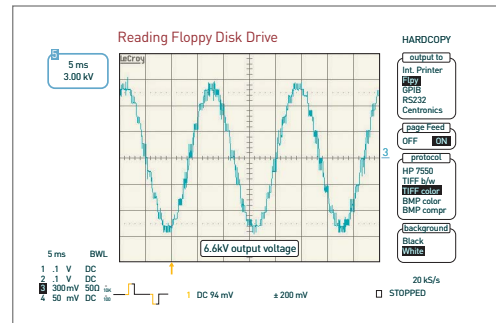 Reading Floppy Disk Drive
HARDCOPY
5
5 ms
3.00 kV
LeCroy
output to
Int. Printer
Flpy
GPIB
RS232
Centronics
page Feed
OFF ON
3
protocol
HP 7550
TIFF b/w
TIFF color
BMP color
BMP compr
6.6kV output voltage
background
Black
White
5 ms BWL
1 .1 V DC
2 .1 V DC
3 300mV 50Ω
4 50 mV DC
1 DC 94 mV ± 200 mV
20 kS/s
STOPPED